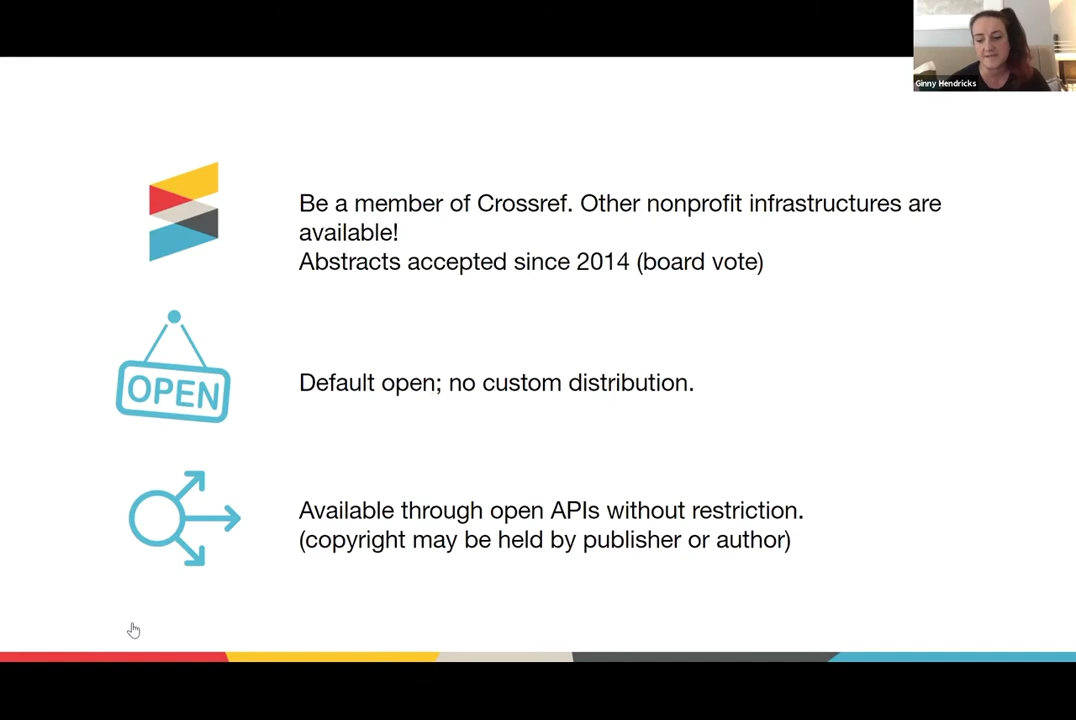 Ginny Hendricks
Be a member of Crossref. Other nonprofit infrastructures are
available!
Abstracts accepted since 2014 (board vote)
OPEN
Default open; no custom distribution.
Available through open APIs without restriction.
(copyright may be held by publisher or author)